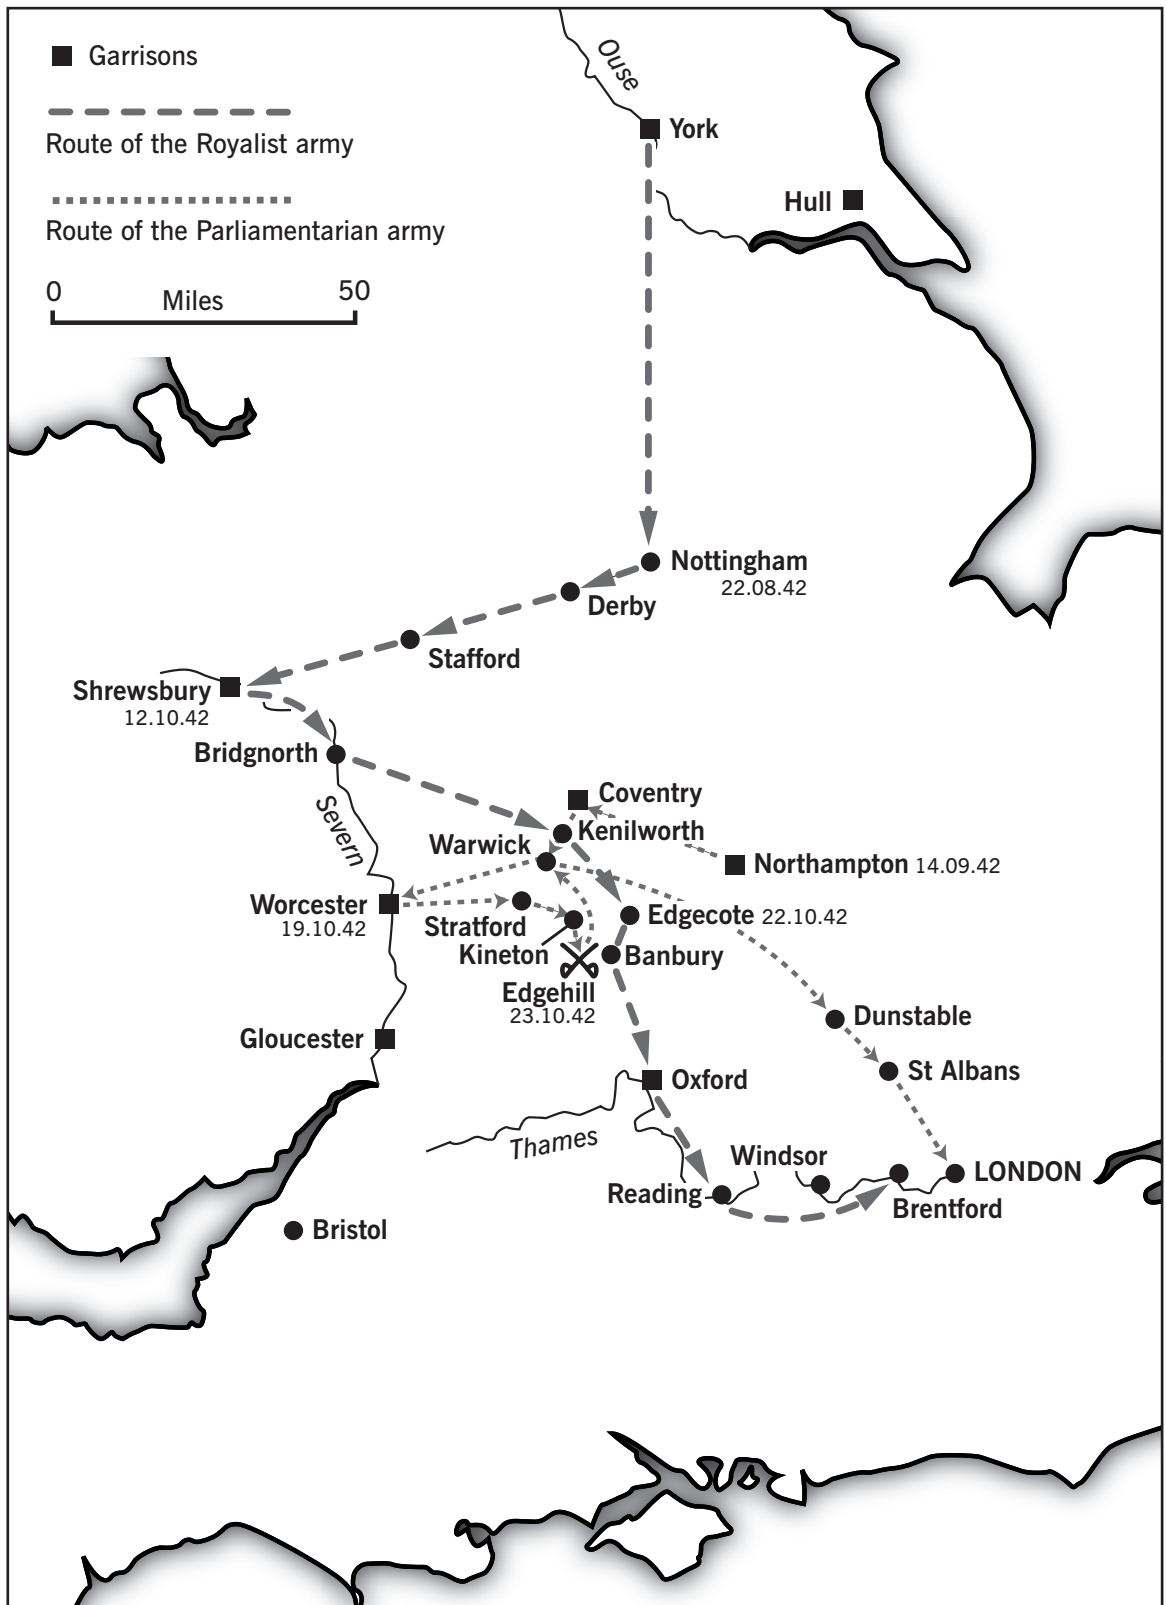 Garrisons
Route of the Royalist army
Route of the Parliamentarian army
0 50
Miles
Ouse
York
Hull
Nottingham
22.08.42
Derby
Stafford
Shrewsbury
12.10.42
Bridgnorth
Severn
Coventry
Kenilworth
Warwick
Northampton 14.09.42
Worcester
19.10.42
Stratford
Edgecote 22.10.42
Kineton
Banbury
Edgehill
23.10.42
Dunstable
Gloucester
St Albans
Oxford
Thames
Windsor
LONDON
Reading
Brentford
Bristol